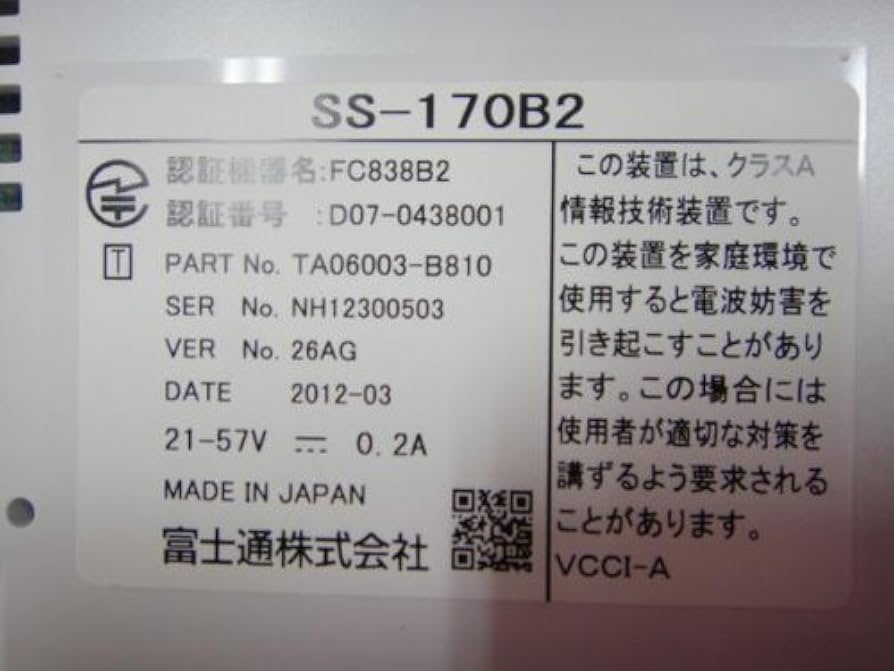 SS-170B2
認証機器名:FC838B2
認証番号 :D07-0438001
T
PART No. TA06003-B810
SER No. NH12300503
VER No. 26AG
DATE 2012-03
21-57V ⎓ 0.2A
MADE IN JAPAN
富士通株式会社
この装置は、クラスA
情報技術装置です。
この装置を家庭環境で
使用すると電波妨害を
引き起こすことがあり
ます。この場合には
使用者が適切な対策を
講ずるよう要求される
ことがあります。
VCCI-A